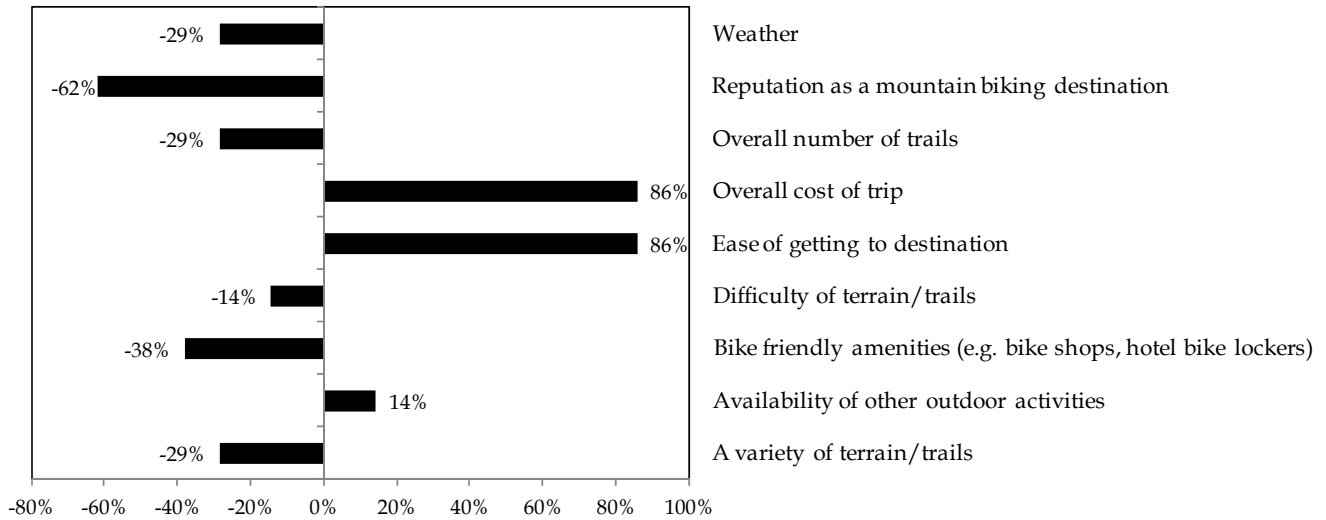 -29% Weather
-62% Reputation as a mountain biking destination
-29% Overall number of trails
86% Overall cost of trip
86% Ease of getting to destination
-14% Difficulty of terrain/trails
-38% Bike friendly amenities (e.g. bike shops, hotel bike lockers)
14% Availability of other outdoor activities
-29% A variety of terrain/trails
-80% -60% -40% -20% 0% 20% 40% 60% 80% 100%